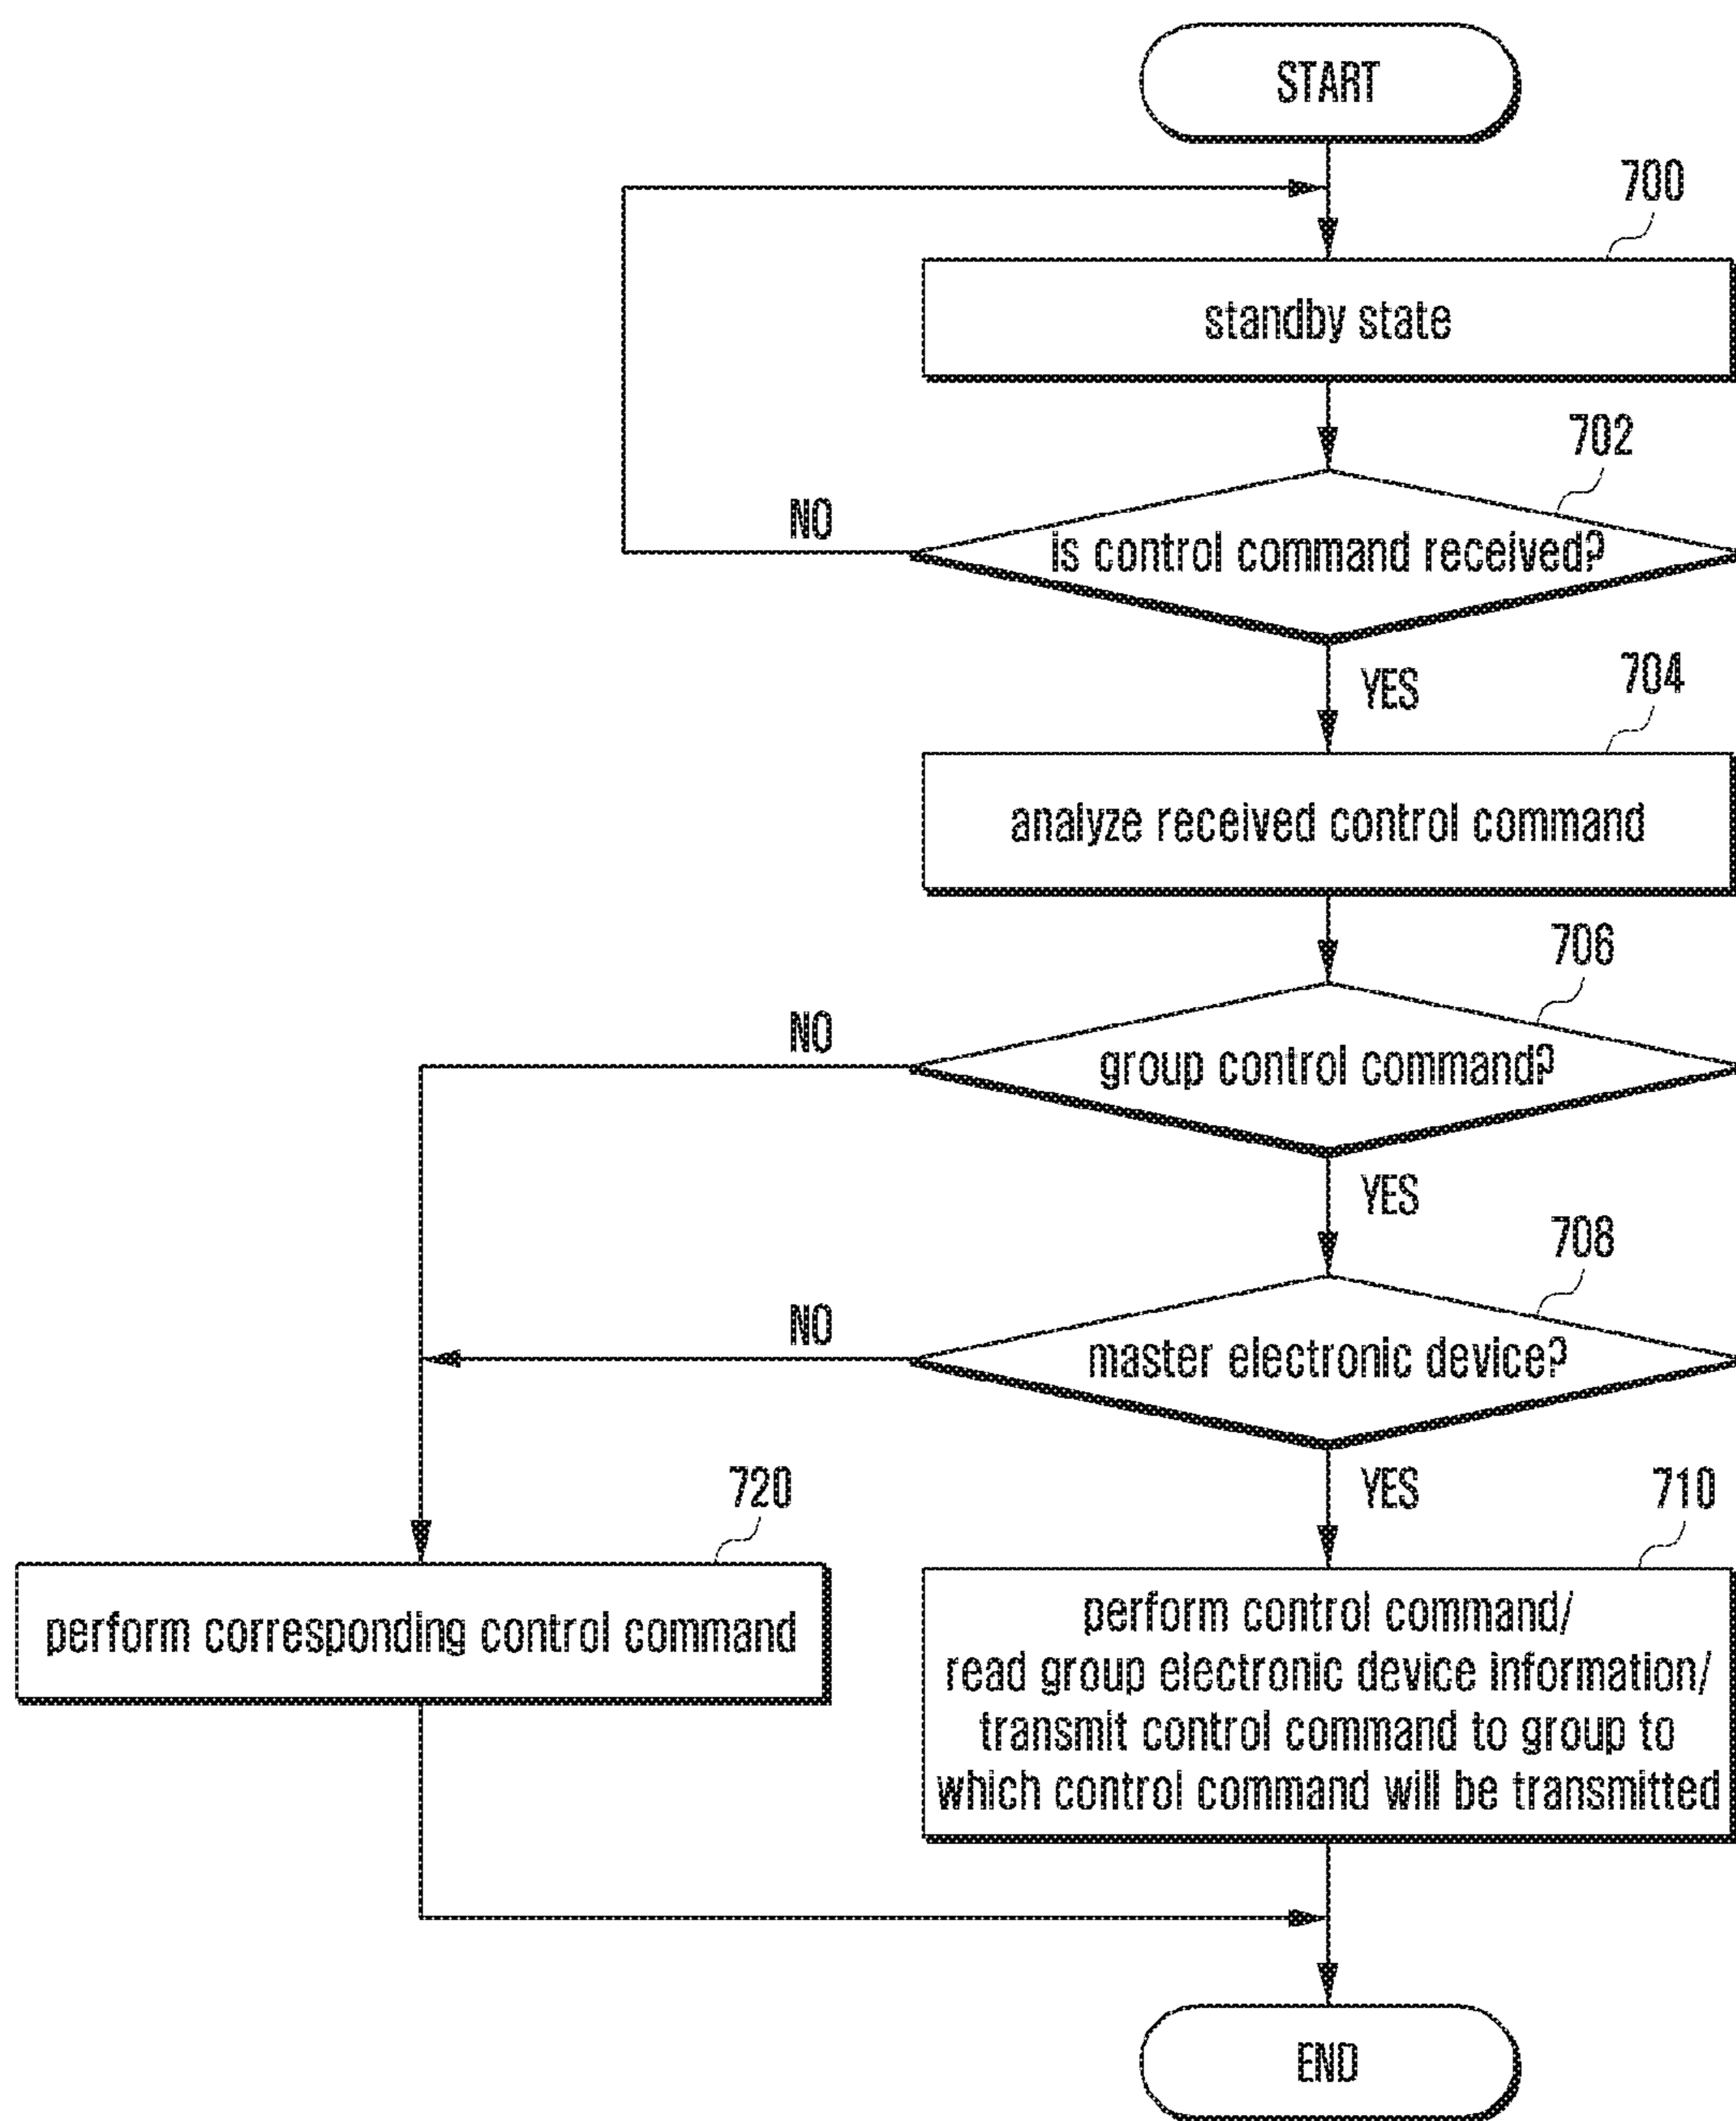 START
700
standby state
702
NO
is control command received?
YES
704
analyze received control command
706
NO
group control command?
YES
708
NO
master electronic device?
YES
720
710
perform corresponding control command
perform control command/
read group electronic device information/
transmit control command to group to
which control command will be transmitted
END